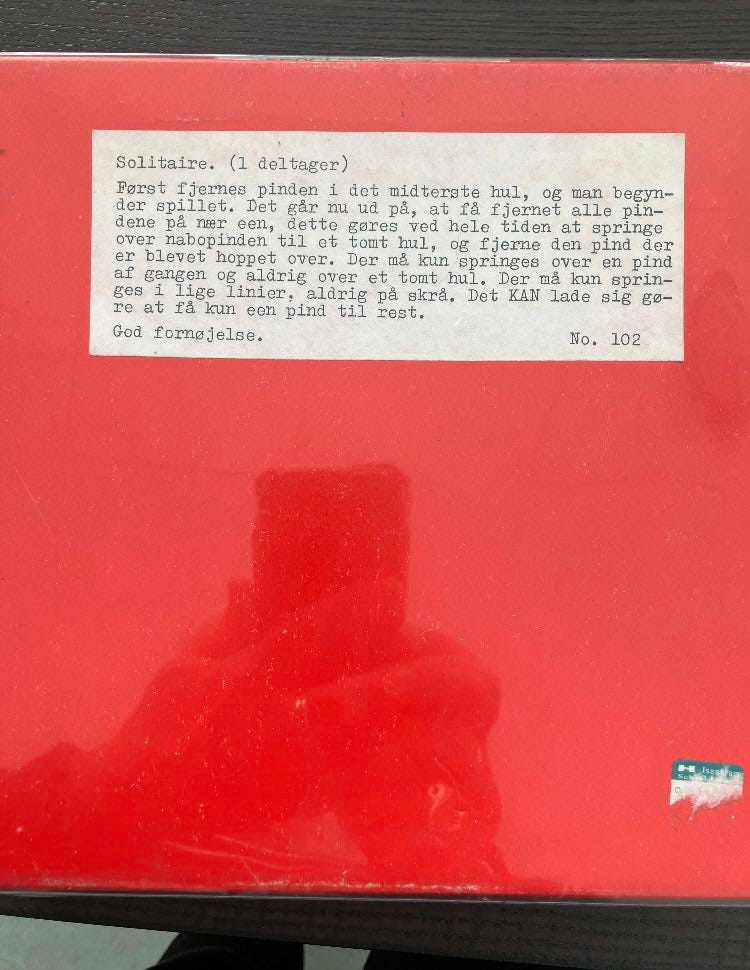 Solitaire. (1 deltager)
Først fjernes pinden i det midterste hul, og man begyn-
der spillet. Det går nu ud på, at få fjernet alle pin-
dene på nær een, dette gøres ved hele tiden at springe
over nabopinden til et tomt hul, og fjerne den pind der
er blevet hoppet over. Der må kun springes over en pind
af gangen og aldrig over et tomt hul. Der må kun sprin-
ges i lige linier, aldrig på skrå. Det KAN lade sig gø-
re at få kun een pind til rest.
God fornøjelse. No. 102